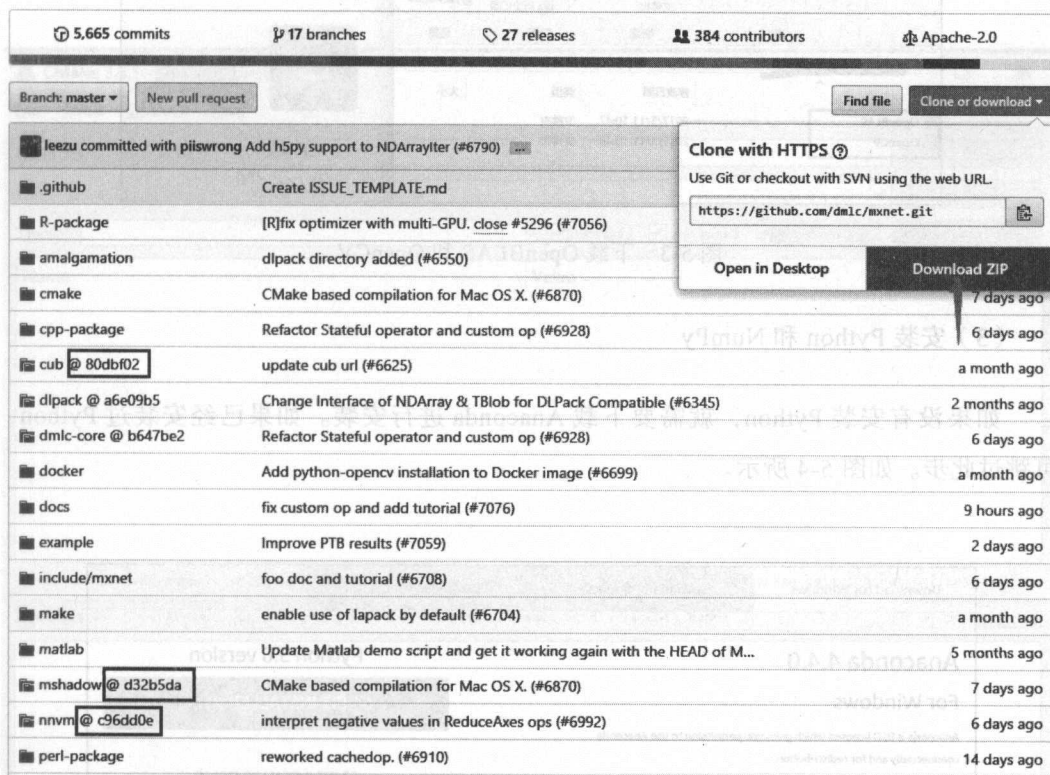 5,665 commits 17 branches 27 releases 384 contributors Apache-2.0
Branch: master New pull request Find file Clone or download
leezu committed with piiswrong Add h5py support to NDArrayIter (#6790) ...
Clone with HTTPS
Use Git or checkout with SVN using the web URL.
https://github.com/dmlc/mxnet.git
Open in Desktop Download ZIP
.github Create ISSUE_TEMPLATE.md
R-package [R]fix optimizer with multi-GPU. close #5296 (#7056)
amalgamation dlpack directory added (#6550)
cmake CMake based compilation for Mac OS X. (#6870) 7 days ago
cpp-package Refactor Stateful operator and custom op (#6928) 6 days ago
cub @ 80dbf02 update cub url (#6625) a month ago
dlpack @ a6e09b5 Change Interface of NDArray & TBlob for DLPack Compatible (#6345) 2 months ago
dmlc-core @ b647be2 Refactor Stateful operator and custom op (#6928) 6 days ago
docker Add python-opencv installation to Docker image (#6699) a month ago
docs fix custom op and add tutorial (#7076) 9 hours ago
example Improve PTB results (#7059) 2 days ago
include/mxnet foo doc and tutorial (#6708) 6 days ago
make enable use of lapack by default (#6704) a month ago
matlab Update Matlab demo script and get it working again with the HEAD of M... 5 months ago
mshadow @ d32b5da CMake based compilation for Mac OS X. (#6870) 7 days ago
nnvm @ c96dd0e interpret negative values in ReduceAxes ops (#6992) 6 days ago
perl-package reworked cachedop. (#6910) 14 days ago